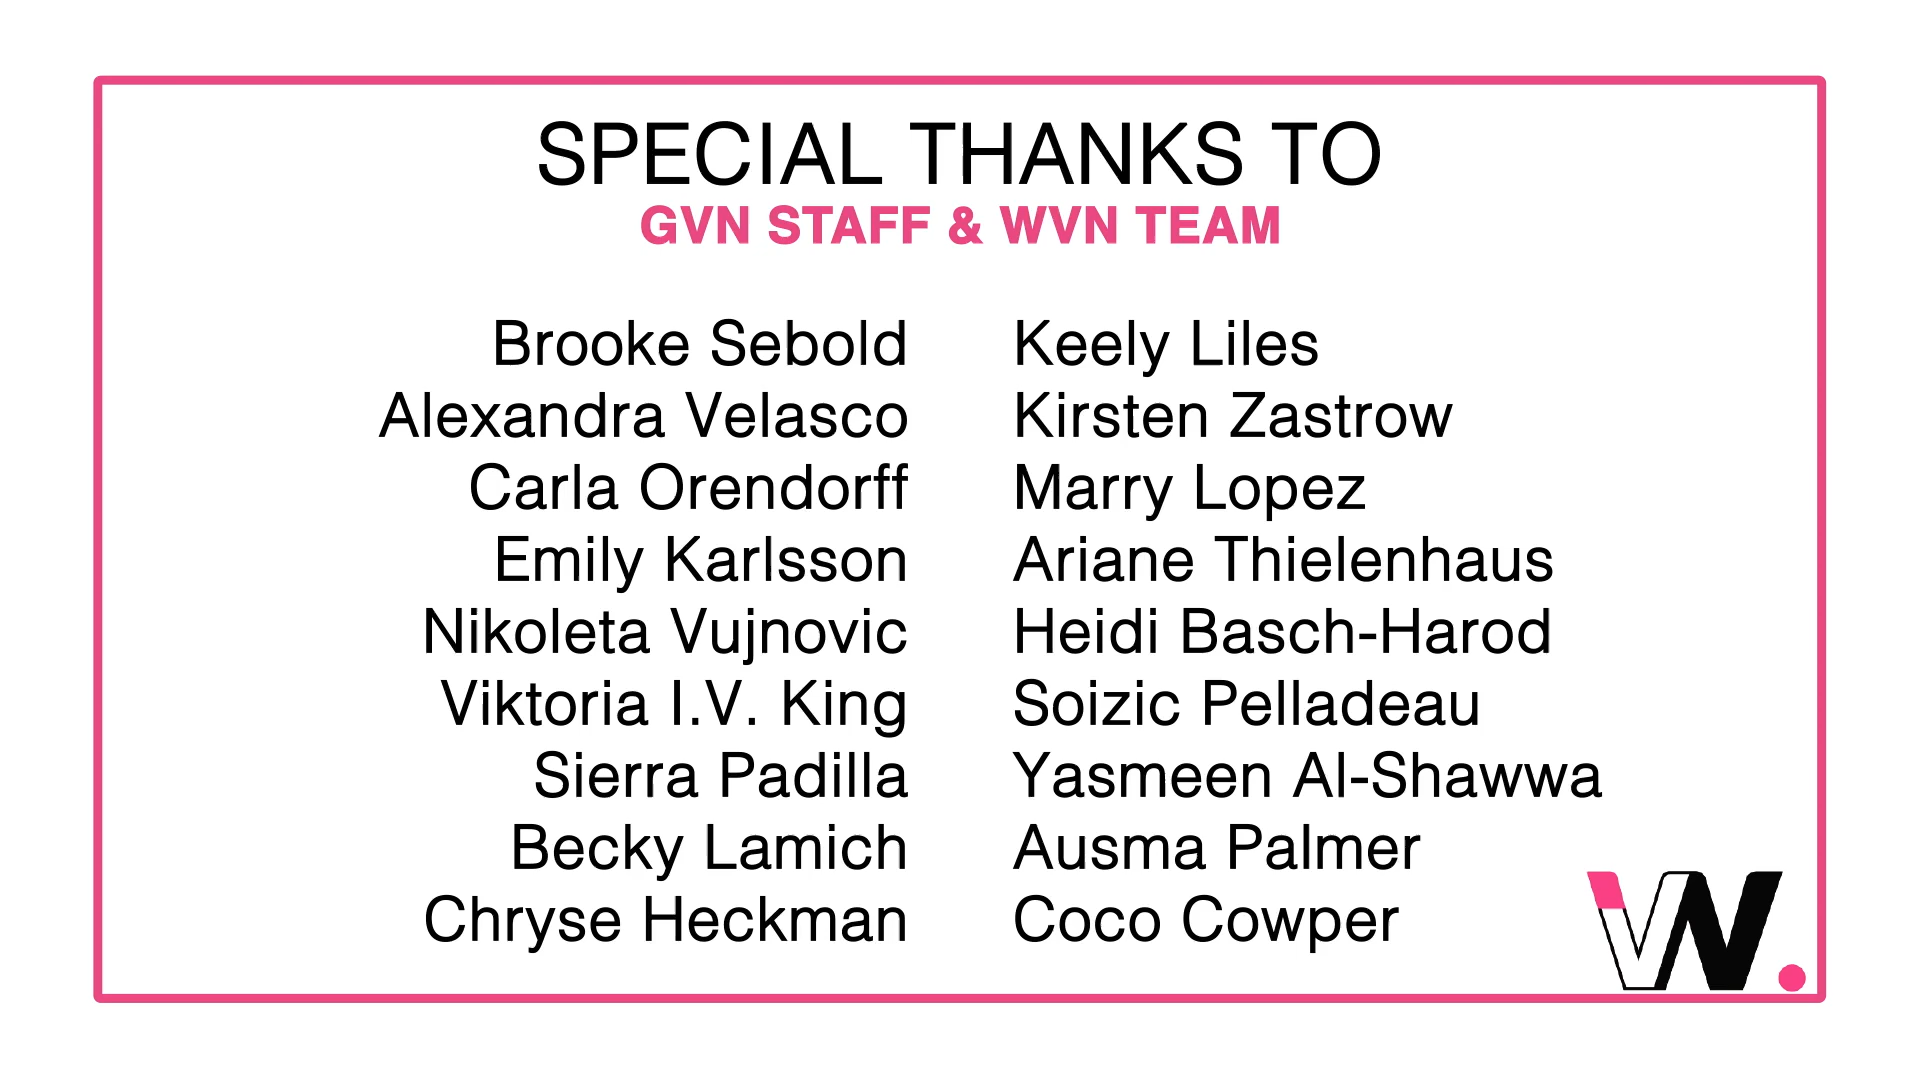 SPECIAL THANKS TO
GVN STAFF & WVN TEAM
Brooke Sebold
Alexandra Velasco
Carla Orendorff
Emily Karlsson
Nikoleta Vujnovic
Viktoria I.V. King
Sierra Padilla
Becky Lamich
Chryse Heckman
Keely Liles
Kirsten Zastrow
Marry Lopez
Ariane Thielenhaus
Heidi Basch-Harod
Soizic Pelladeau
Yasmeen Al-Shawwa
Ausma Palmer
Coco Cowper
W.